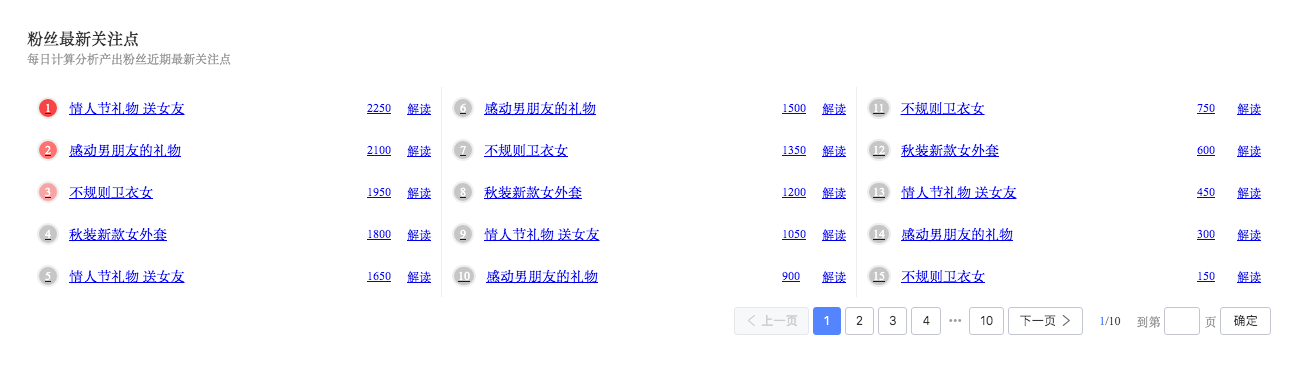 粉丝最新关注点
每日计算分析产出粉丝近期最新关注点
1 情人节礼物 送女友 2250 解读
2 感动男朋友的礼物 2100 解读
3 不规则卫衣女 1950 解读
4 秋装新款女外套 1800 解读
5 情人节礼物 送女友 1650 解读
6 感动男朋友的礼物 1500 解读
7 不规则卫衣女 1350 解读
8 秋装新款女外套 1200 解读
9 情人节礼物 送女友 1050 解读
10 感动男朋友的礼物 900 解读
11 不规则卫衣女 750 解读
12 秋装新款女外套 600 解读
13 情人节礼物 送女友 450 解读
14 感动男朋友的礼物 300 解读
15 不规则卫衣女 150 解读
上一页 1 2 3 4 ••• 10 下一页 1/10 到第 页 确定